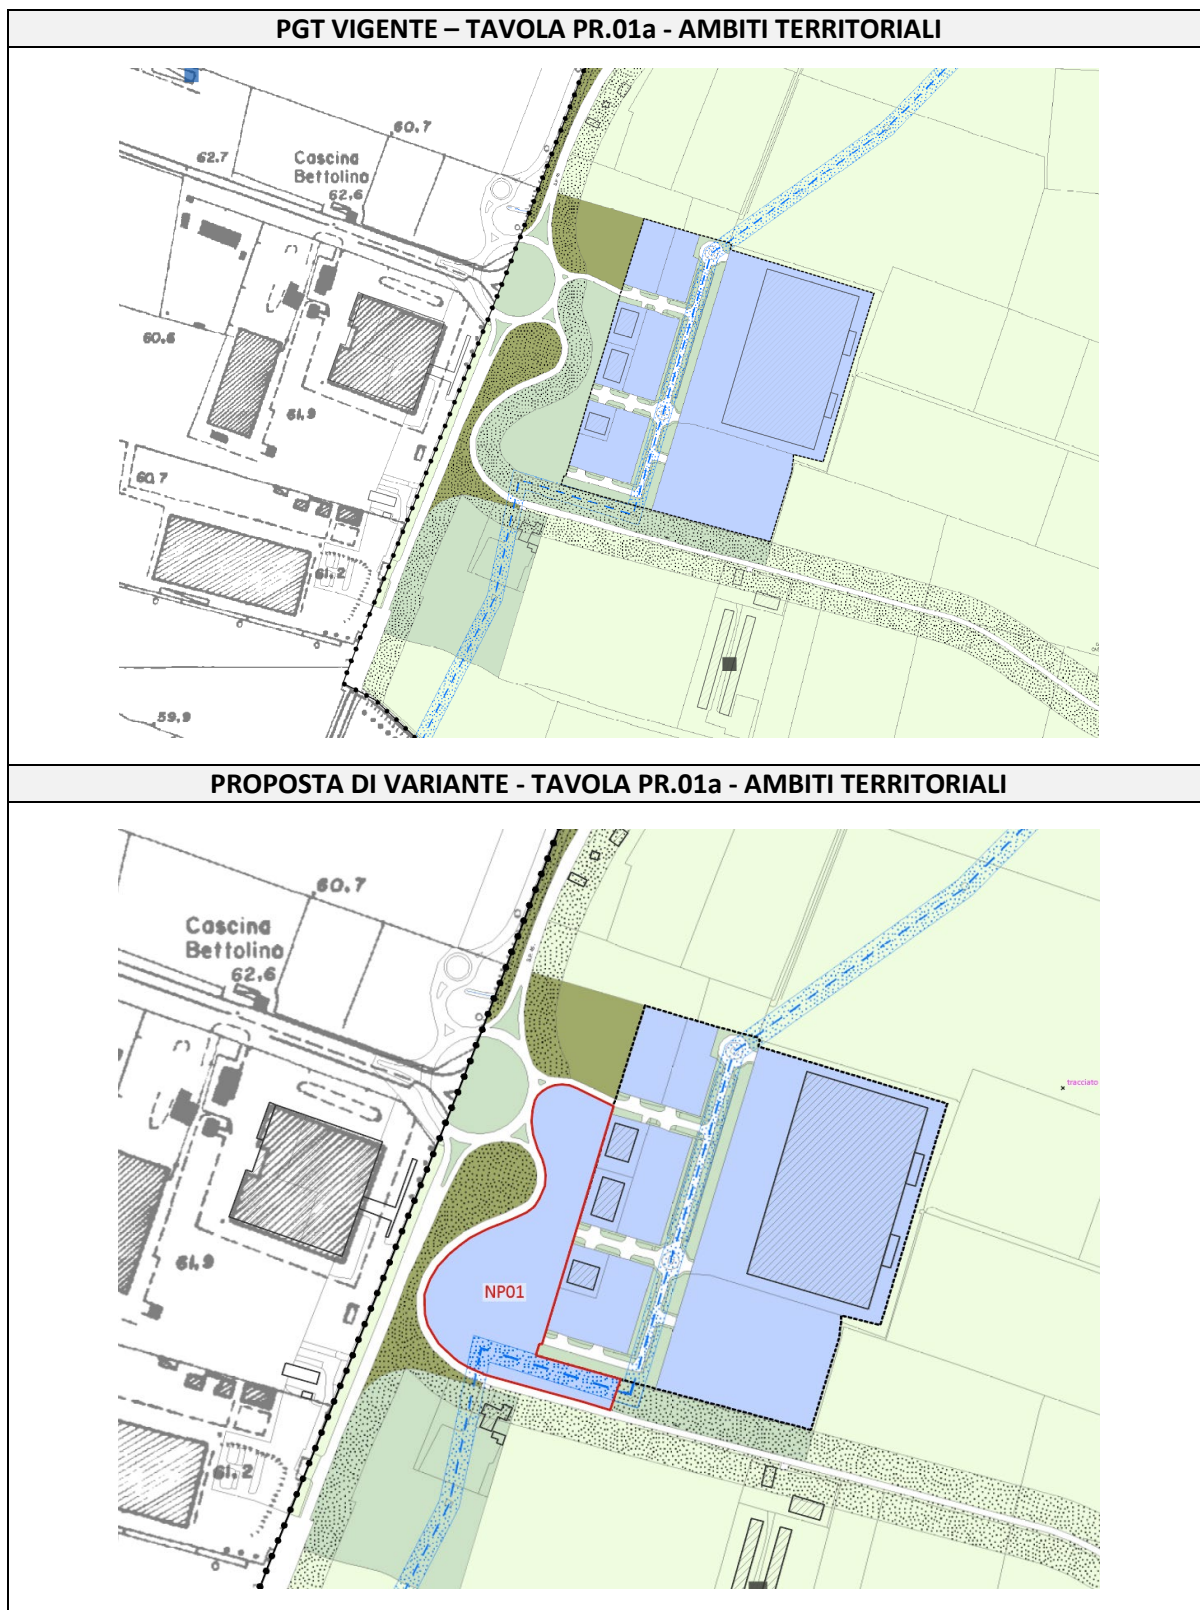 PGT VIGENTE – TAVOLA PR.01a - AMBITI TERRITORIALI
60.7
62.7
Cascina
Bettolino
62,6
60.6
61,9
60.7
61,2
59,9
PROPOSTA DI VARIANTE - TAVOLA PR.01a - AMBITI TERRITORIALI
60.7
Cascina
Bettolino
62,6
tracciato
61,9
NP01
61,2